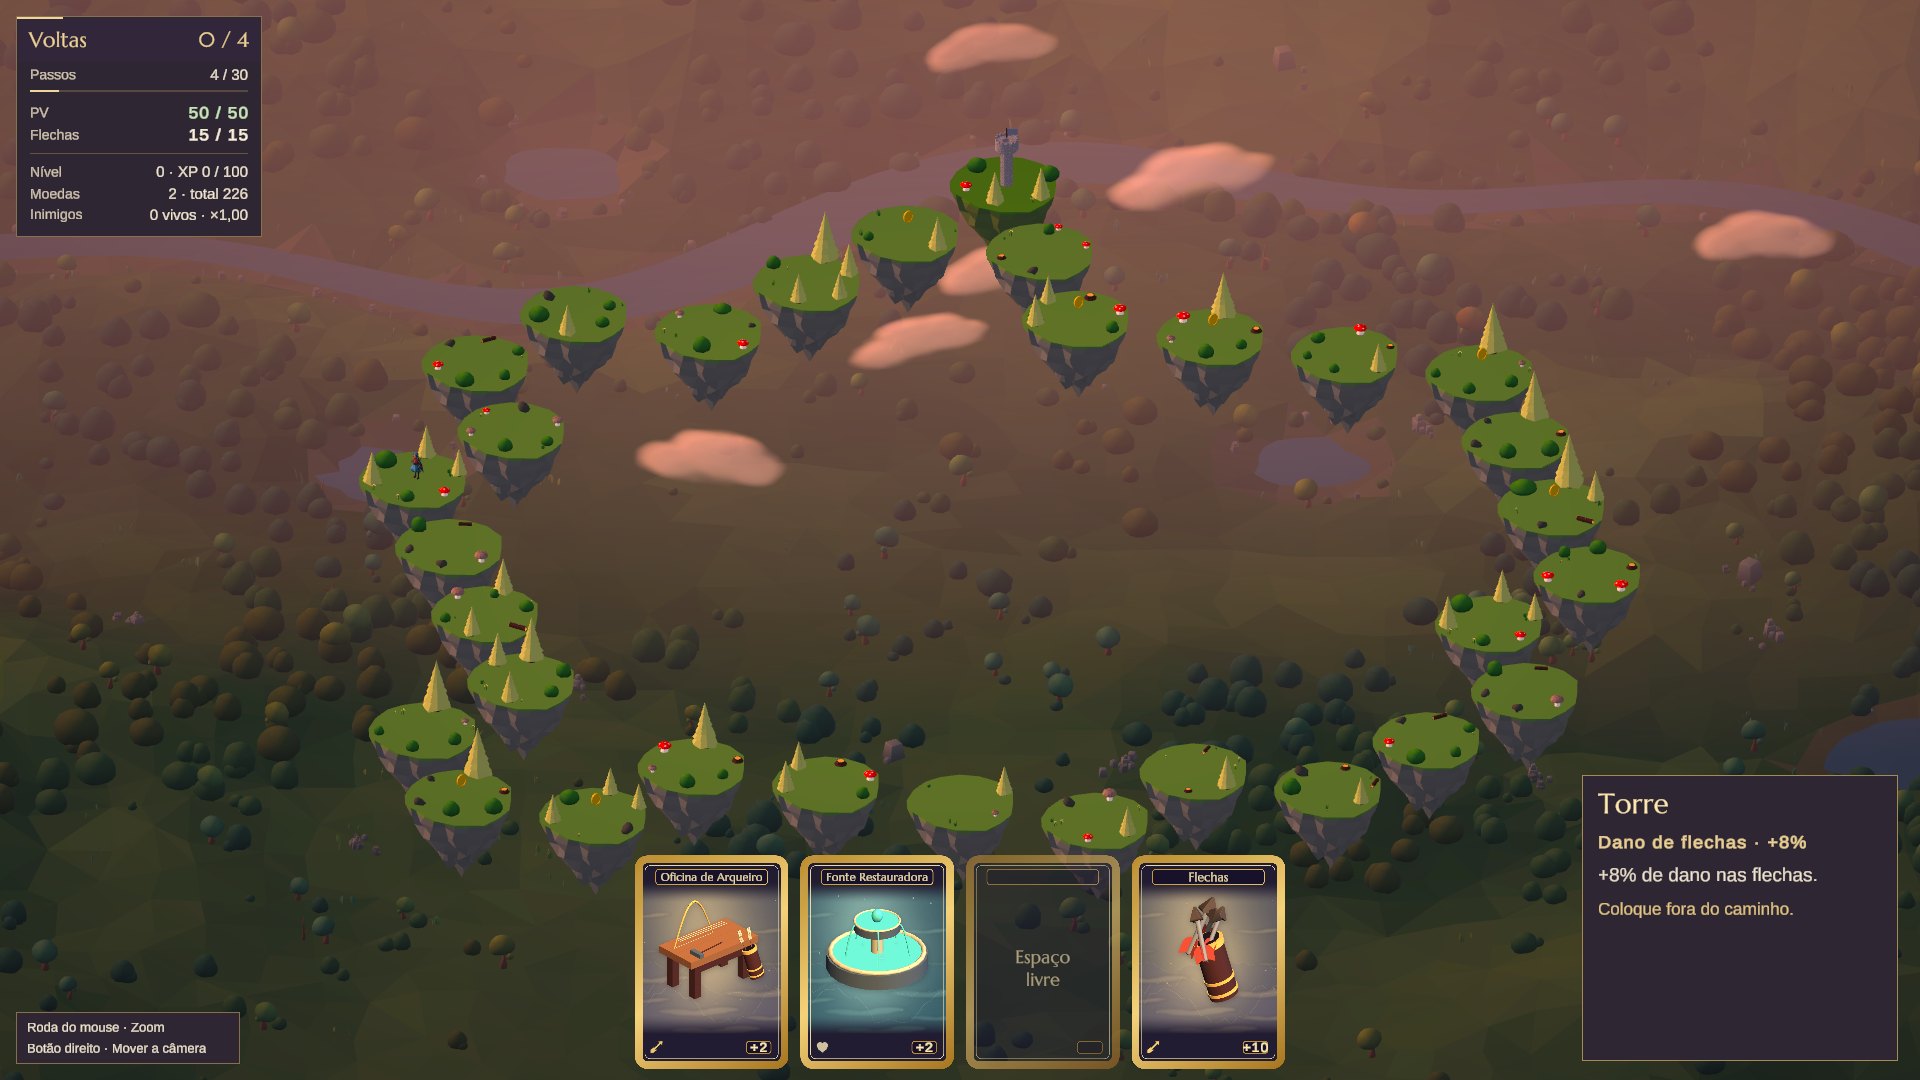 Voltas 0 / 4
Passos 4 / 30
PV 50 / 50
Flechas 15 / 15
Nível 0 · XP 0 / 100
Moedas 2 · total 226
Inimigos 0 vivos · ×1,00
Torre
Dano de flechas · +8%
+8% de dano nas flechas.
Coloque fora do caminho.
Oficina de Arqueiro
+2
Fonte Restauradora
+2
Espaço
livre
Flechas
+10
Roda do mouse · Zoom
Botão direito · Mover a câmera